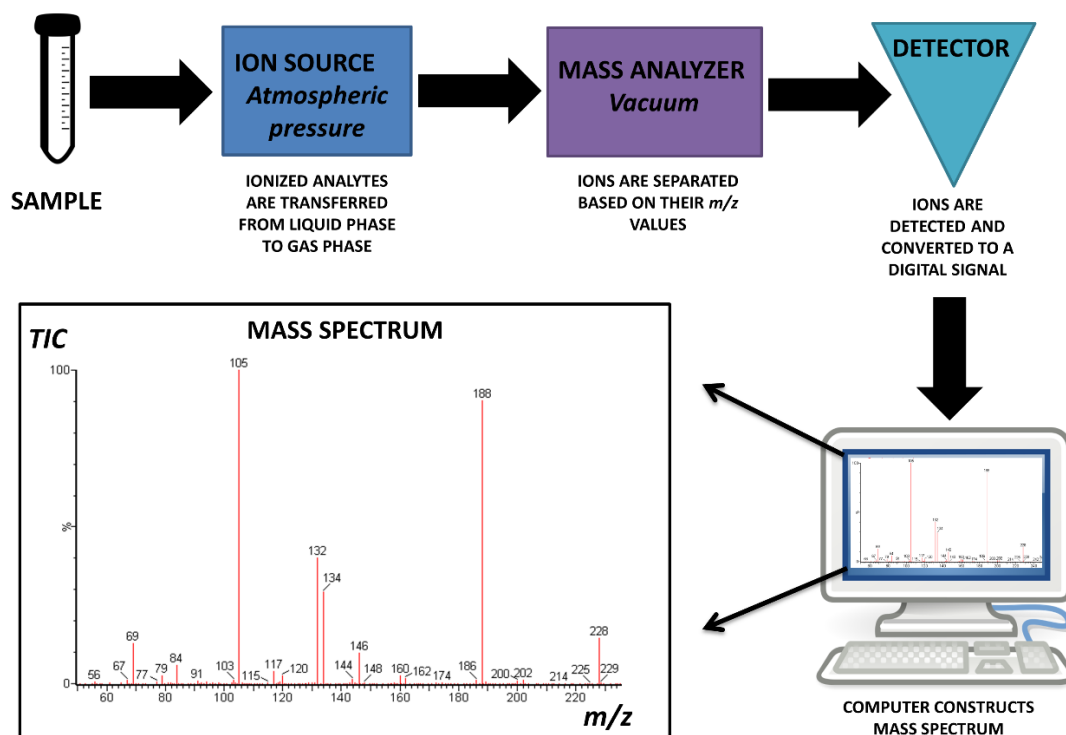 SAMPLE
ION SOURCE
Atmospheric
pressure
IONIZED ANALYTES
ARE TRANSFERRED
FROM LIQUID PHASE
TO GAS PHASE
MASS ANALYZER
Vacuum
IONS ARE SEPARATED
BASED ON THEIR m/z
VALUES
DETECTOR
IONS ARE
DETECTED AND
CONVERTED TO A
DIGITAL SIGNAL
TIC
MASS SPECTRUM
100
%
0
105
188
132
134
69
228
56
67
77
79
84
91
103
115
117
120
144
146
148
160
162
174
186
200
202
214
225
229
60 80 100 120 140 160 180 200 220
m/z
COMPUTER CONSTRUCTS
MASS SPECTRUM